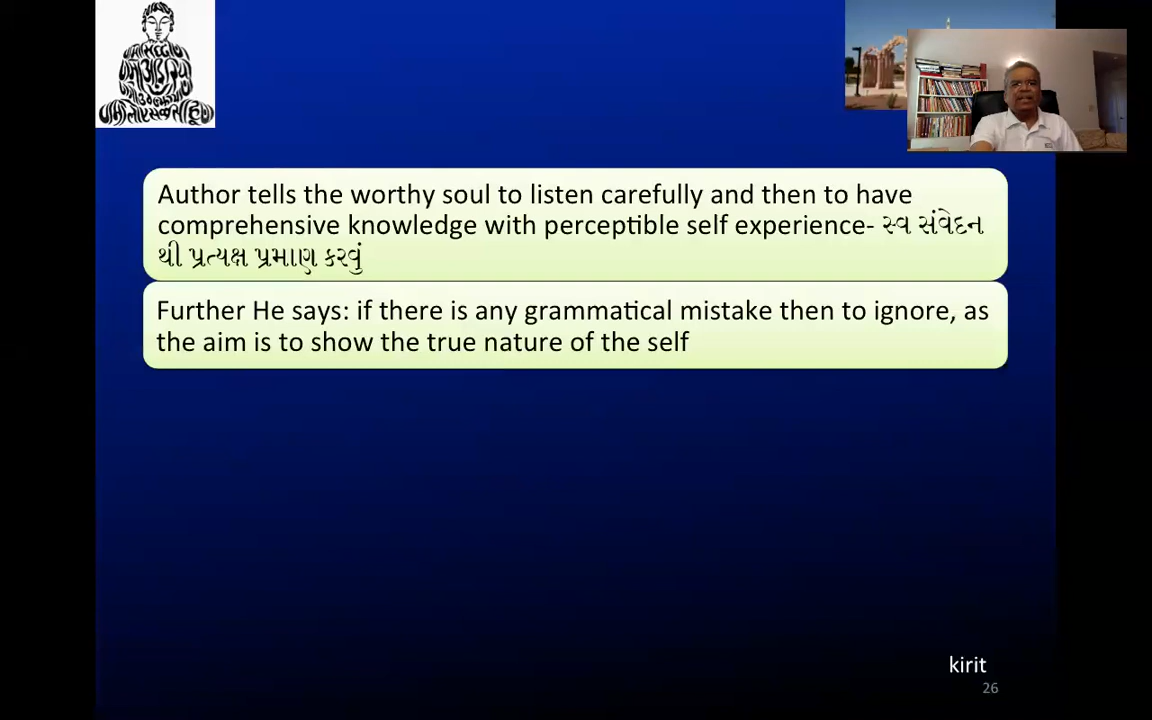 Author tells the worthy soul to listen carefully and then to have
comprehensive knowledge with perceptible self experience- સ્વ સંવેદન
થી પ્રત્યક્ષ પ્રમાણ કરવું
Further He says: if there is any grammatical mistake then to ignore, as
the aim is to show the true nature of the self
kirit
26